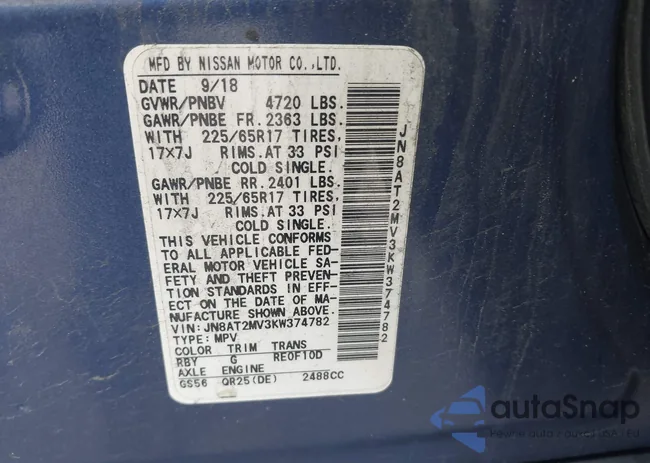 MFD BY NISSAN MOTOR CO.,LTD.
DATE 9/18
GVWR/PNBV 4720 LBS.
GAWR/PNBE FR. 2363 LBS.
WITH 225/65R17 TIRES,
17X7J RIMS.AT 33 PSI
COLD SINGLE.
GAWR/PNBE RR. 2401 LBS.
WITH 225/65R17 TIRES,
17X7J RIMS.AT 33 PSI
COLD SINGLE.
THIS VEHICLE CONFORMS
TO ALL APPLICABLE FED-
ERAL MOTOR VEHICLE SA-
FETY AND THEFT PREVEN-
TION STANDARDS IN EFF-
ECT ON THE DATE OF MA-
NUFACTURE SHOWN ABOVE.
VIN: JN8AT2MV3KW374782
TYPE: MPV
COLOR TRIM TRANS
RBY G RE0F10D
AXLE ENGINE
GS56 QR25(DE) 2488CC
JN8AT2MV3KW374782
autaSnap